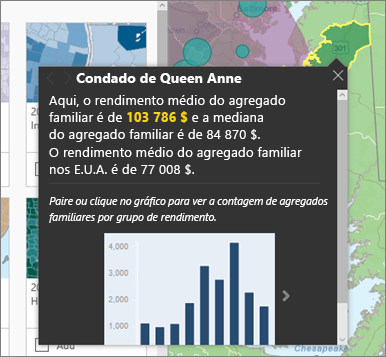 Baltimore
301
Condado de Queen Anne
Aqui, o rendimento médio do agregado
familiar é de 103 786 $ e a mediana
do agregado familiar é de 84 870 $.
O rendimento médio do agregado familiar
nos E.U.A. é de 77 008 $.
Paire ou clique no gráfico para ver a contagem de agregados
familiares por grupo de rendimento.
4,000
3,000
2,000
1,000
20
In
20
H
Add
Chesapeake